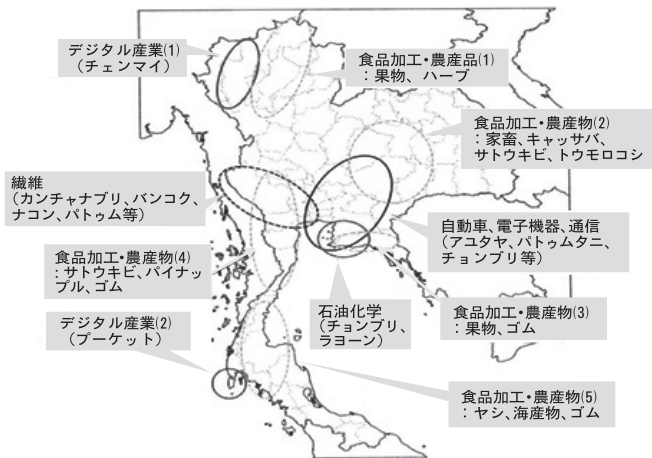 デジタル産業(1)
(チェンマイ)
食品加工・農産品(1)
:果物、ハーブ
食品加工・農産物(2)
:家畜、キャッサバ、
サトウキビ、トウモロコシ
繊維
(カンチャナブリ、バンコク、
ナコン、パトゥム等)
自動車、電子機器、通信
(アユタヤ、パトゥムタニ、
チョンブリ等)
食品加工・農産物(4)
:サトウキビ、パイナッ
プル、ゴム
石油化学
(チョンブリ、
ラヨーン)
食品加工・農産物(3)
:果物、ゴム
デジタル産業(2)
(プーケット)
食品加工・農産物(5)
:ヤシ、海産物、ゴム